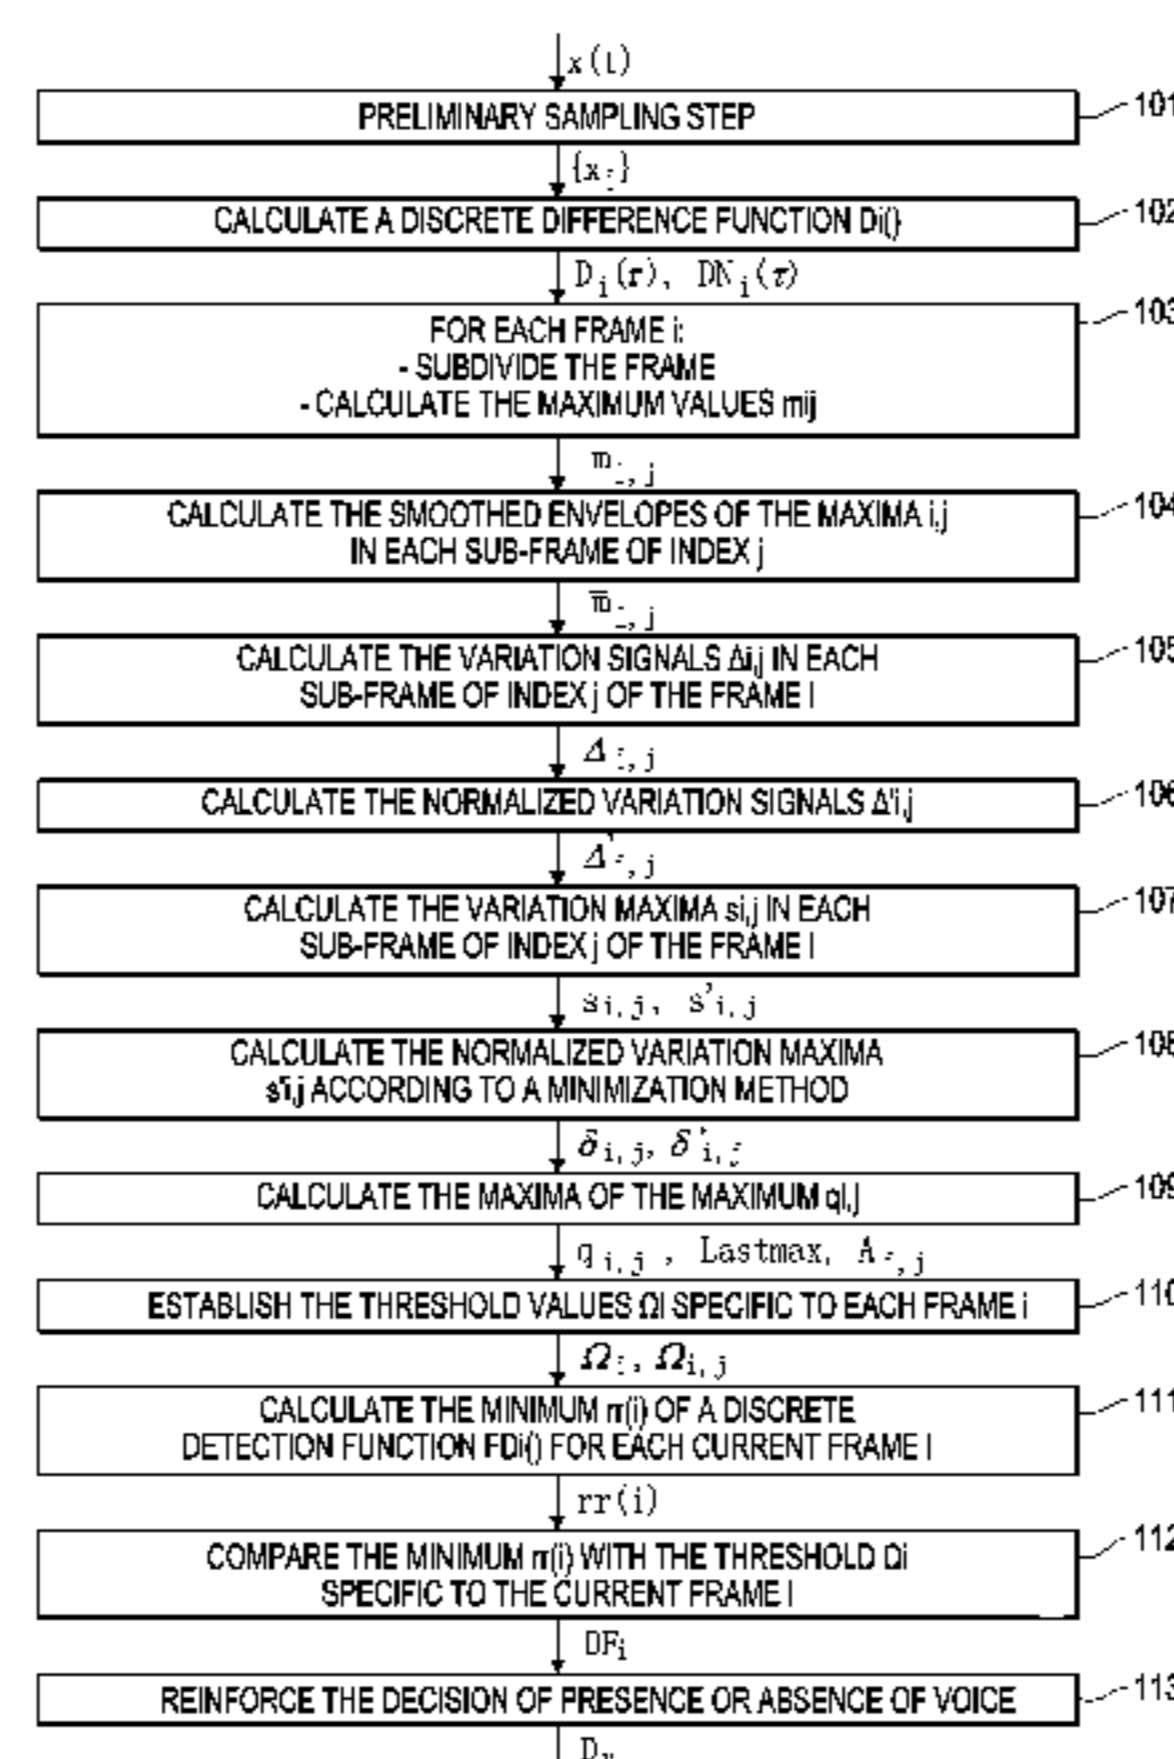 x(t)
PRELIMINARY SAMPLING STEP
101
{xj}
CALCULATE A DISCRETE DIFFERENCE FUNCTION Di()
102
Di(r), DNi(τ)
FOR EACH FRAME i:
- SUBDIVIDE THE FRAME
- CALCULATE THE MAXIMUM VALUES mij
103
mi,j
CALCULATE THE SMOOTHED ENVELOPES OF THE MAXIMA i,j
IN EACH SUB-FRAME OF INDEX j
104
m̅i,j
CALCULATE THE VARIATION SIGNALS Δi,j IN EACH
SUB-FRAME OF INDEX j OF THE FRAME I
105
Δi,j
CALCULATE THE NORMALIZED VARIATION SIGNALS Δ'i,j
106
Δ'i,j
CALCULATE THE VARIATION MAXIMA si,j IN EACH
SUB-FRAME OF INDEX j OF THE FRAME I
107
si,j, s'i,j
CALCULATE THE NORMALIZED VARIATION MAXIMA
s'i,j ACCORDING TO A MINIMIZATION METHOD
108
δi,j, δ'i,j
CALCULATE THE MAXIMA OF THE MAXIMUM qi,j
109
qi,j , Lastmax, Ai,j
ESTABLISH THE THRESHOLD VALUES Ωi SPECIFIC TO EACH FRAME i
110
Ωi, Ωi,j
CALCULATE THE MINIMUM rr(i) OF A DISCRETE
DETECTION FUNCTION FDi() FOR EACH CURRENT FRAME I
111
rr(i)
COMPARE THE MINIMUM rr(i) WITH THE THRESHOLD Ωi
SPECIFIC TO THE CURRENT FRAME I
112
DFi
REINFORCE THE DECISION OF PRESENCE OR ABSENCE OF VOICE
113